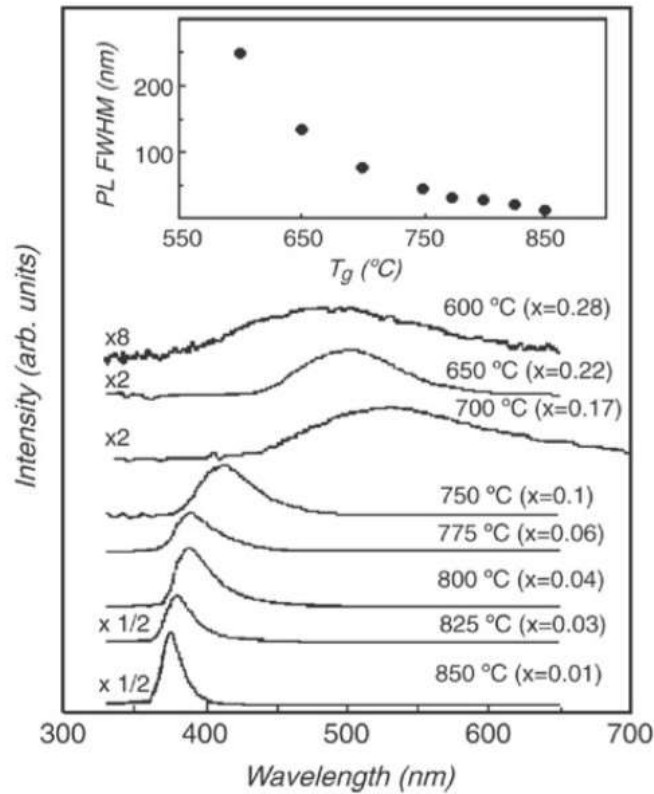 PL FWHM (nm)
200
100
550 650 750 850
Tg (°C)
Intensity (arb. units)
600 °C (x=0.28)
x8
650 °C (x=0.22)
x2
700 °C (x=0.17)
x2
750 °C (x=0.1)
775 °C (x=0.06)
800 °C (x=0.04)
x 1/2 825 °C (x=0.03)
x 1/2 850 °C (x=0.01)
300 400 500 600 700
Wavelength (nm)